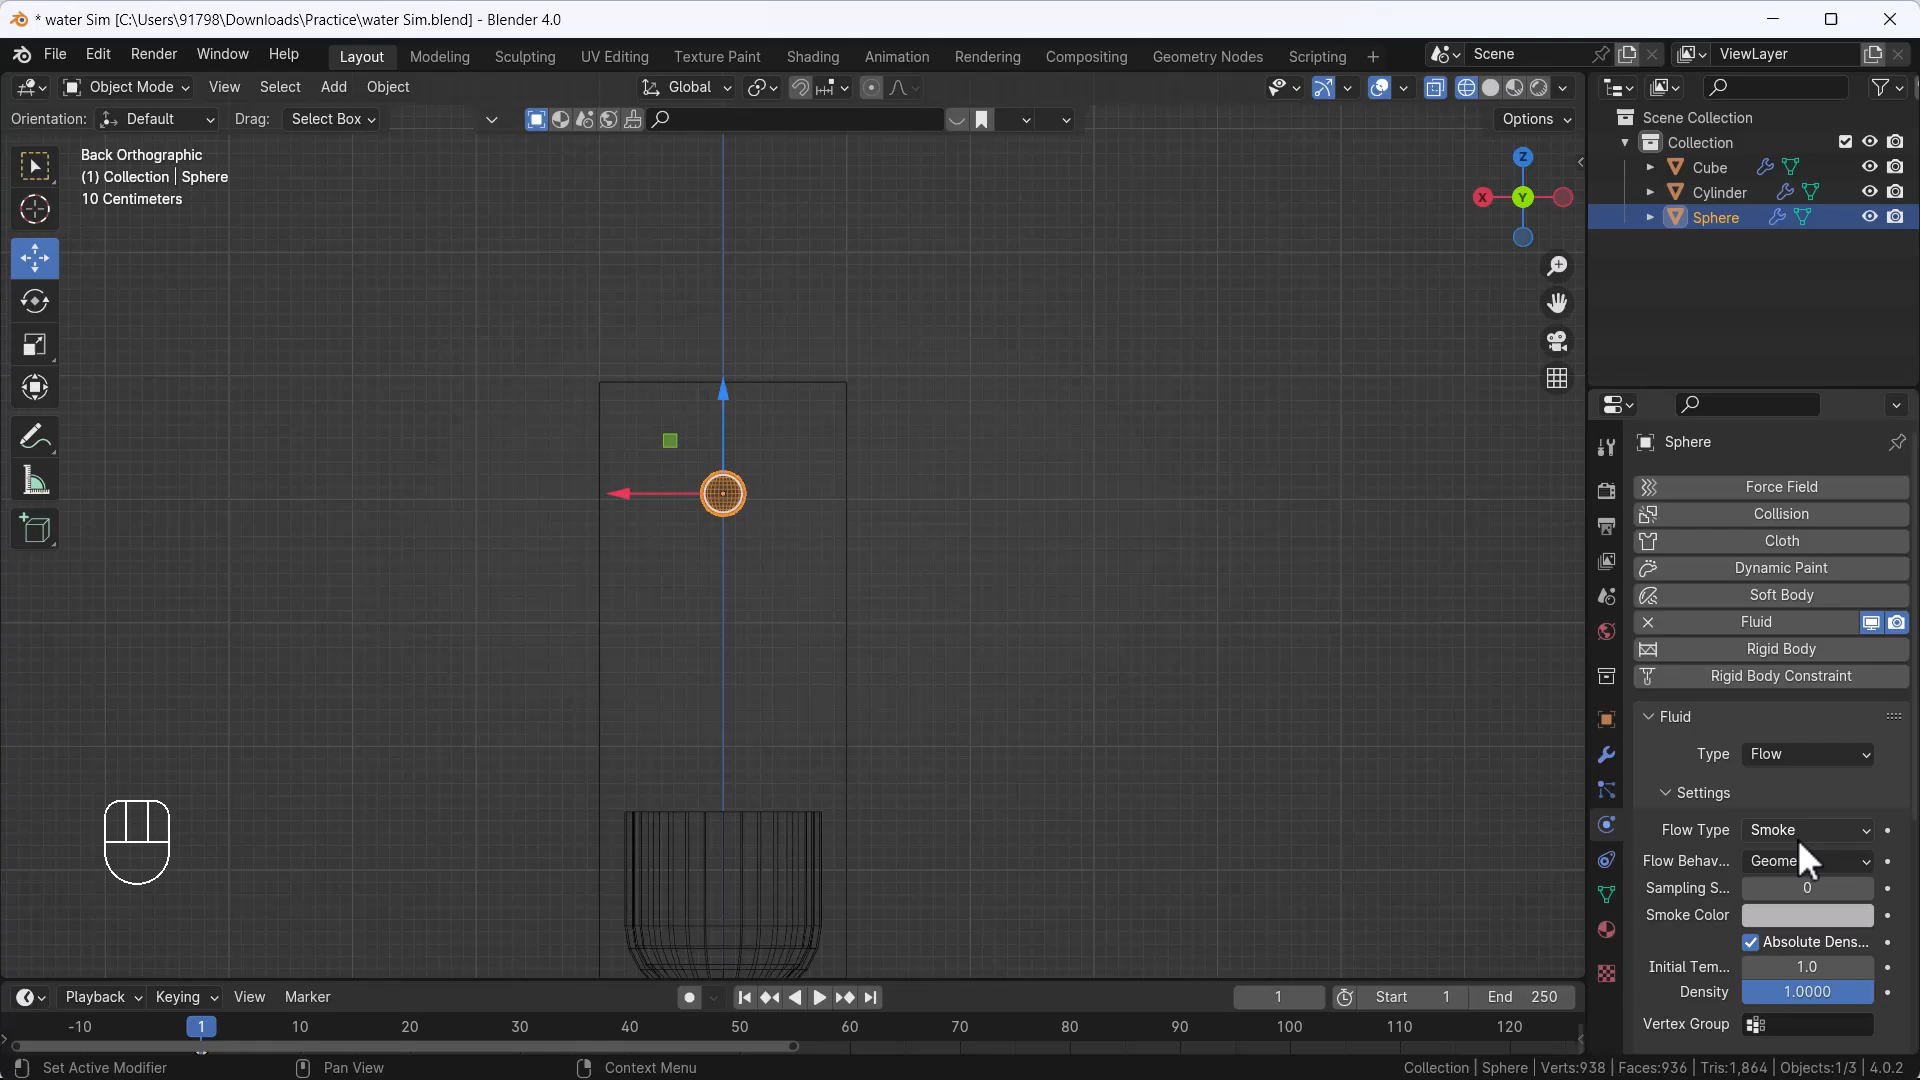 * water Sim [C:\Users\91798\Downloads\Practice\water Sim.blend] - Blender 4.0
File Edit Render Window Help Layout Modeling Sculpting UV Editing Texture Paint Shading Animation Rendering Compositing Geometry Nodes Scripting + Scene ViewLayer
Object Mode View Select Add Object Global
Orientation: Default Drag: Select Box Options
Back Orthographic
(1) Collection | Sphere
10 Centimeters
Z
X
Y
Scene Collection
Collection
Cube
Cylinder
Sphere
Sphere
Force Field
Collision
Cloth
Dynamic Paint
Soft Body
Fluid
Rigid Body
Rigid Body Constraint
Fluid
Type Flow
Settings
Flow Type Smoke
Flow Behav... Geome
Sampling S... 0
Smoke Color
Absolute Dens...
Initial Tem... 1.0
Density 1.0000
Vertex Group
Playback Keying View Marker 1 Start 1 End 250
-10 1 10 20 30 40 50 60 70 80 90 100 110 120
Set Active Modifier Pan View Context Menu Collection | Sphere | Verts:938 | Faces:936 | Tris:1,864 | Objects:1/3 | 4.0.2